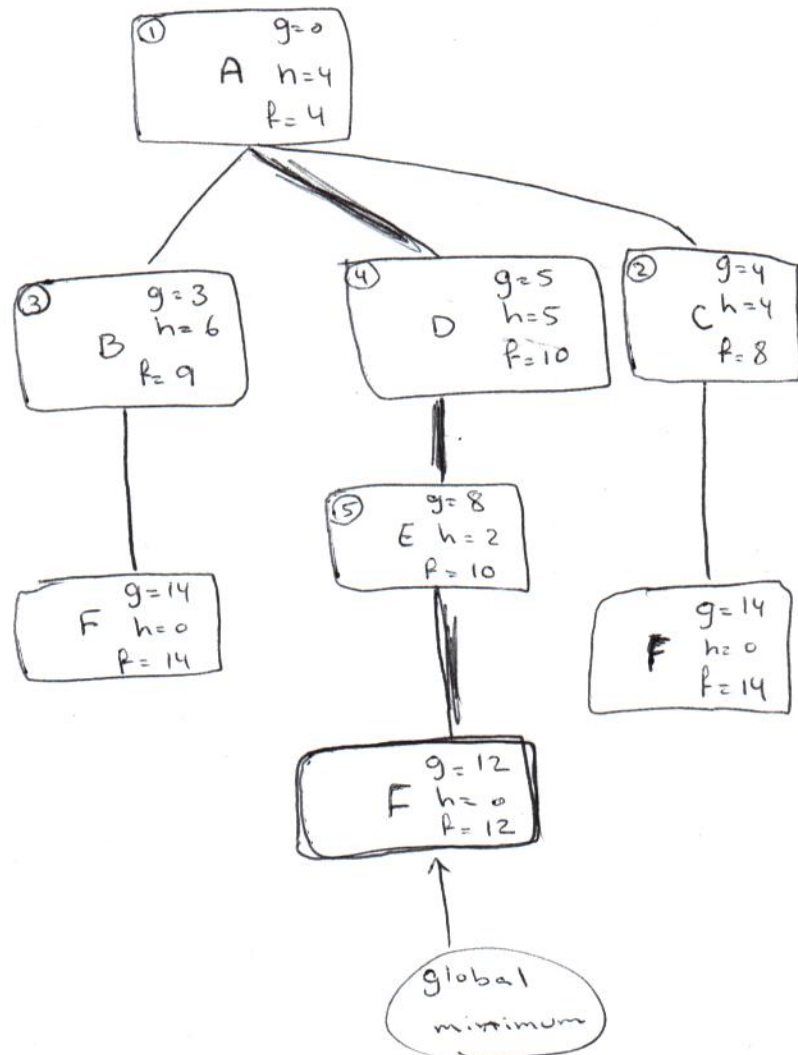 ① g=0
A h=4
f=4
③ g=3
h=6
B
f=9
④ g=5
D h=5
f=10
② g=4
C h=4
f=8
⑤ g=8
E h=2
f=10
g=14
F h=0
f=14
g=14
F h=0
f=14
g=12
F h=0
f=12
global
minimum